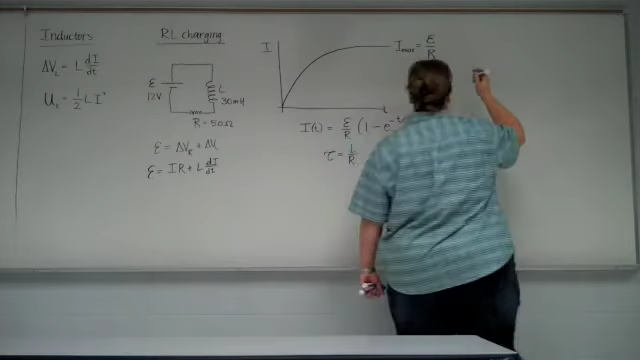 Inductors
ΔV_L = L dI/dt
U_L = 1/2 LI²
RL charging
ε
12V
L
30mH
R = 50Ω
ε = ΔV_R + ΔV_L
ε = IR + L dI/dt
I
I_max = ε/R
t
I(t) = ε/R (1 - e^-t
τ = L/R